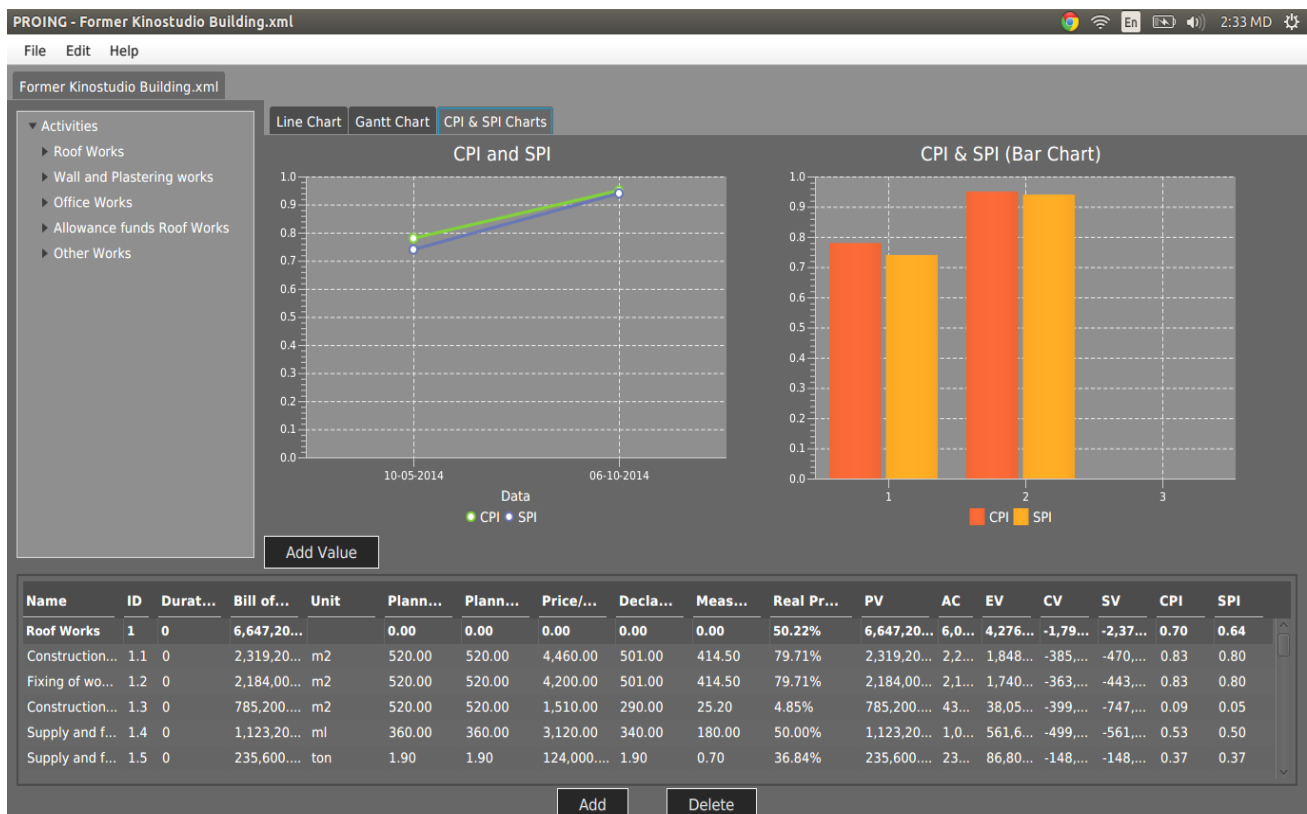 PROING - Former Kinostudio Building.xml
En 2:33 MD
File Edit Help
Former Kinostudio Building.xml
Activities
Roof Works
Wall and Plastering works
Office Works
Allowance funds Roof Works
Other Works
Line Chart Gantt Chart CPI & SPI Charts
CPI and SPI
1.0
0.9
0.8
0.7
0.6
0.5
0.4
0.3
0.2
0.1
0.0
10-05-2014 06-10-2014
Data
CPI SPI
CPI & SPI (Bar Chart)
1.0
0.9
0.8
0.7
0.6
0.5
0.4
0.3
0.2
0.1
0.0
1 2 3
CPI SPI
Add Value
Name ID Durat... Bill of... Unit Plann... Plann... Price/... Decla... Meas... Real Pr... PV AC EV CV SV CPI SPI
Roof Works 1 0 6,647,20... 0.00 0.00 0.00 0.00 0.00 50.22% 6,647,20... 6,0... 4,276... -1,79... -2,37... 0.70 0.64
Construction... 1.1 0 2,319,20... m2 520.00 520.00 4,460.00 501.00 414.50 79.71% 2,319,20... 2,2... 1,848... -385,... -470,... 0.83 0.80
Fixing of wo... 1.2 0 2,184,00... m2 520.00 520.00 4,200.00 501.00 414.50 79.71% 2,184,00... 2,1... 1,740... -363,... -443,... 0.83 0.80
Construction... 1.3 0 785,200.... m2 520.00 520.00 1,510.00 290.00 25.20 4.85% 785,200.... 43... 38,05... -399,... -747,... 0.09 0.05
Supply and f... 1.4 0 1,123,20... ml 360.00 360.00 3,120.00 340.00 180.00 50.00% 1,123,20... 1,0... 561,6... -499,... -561,... 0.53 0.50
Supply and f... 1.5 0 235,600.... ton 1.90 1.90 124,000.... 1.90 0.70 36.84% 235,600.... 23... 86,80... -148,... -148,... 0.37 0.37
Add Delete